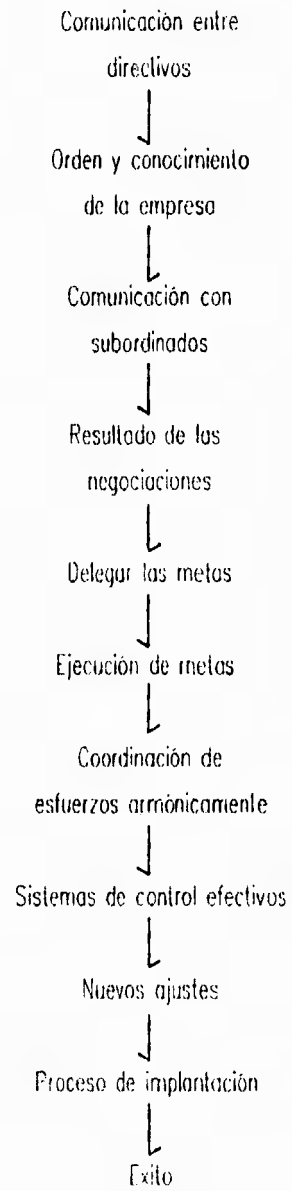 Comunicación entre
directivos
Orden y conocimiento
de la empresa
Comunicación con
subordinados
Resultado de las
negociaciones
Delegar las metas
Ejecución de metas
Coordinación de
esfuerzos armónicamente
Sistemas de control efectivos
Nuevos ajustes
Proceso de implantación
Exito